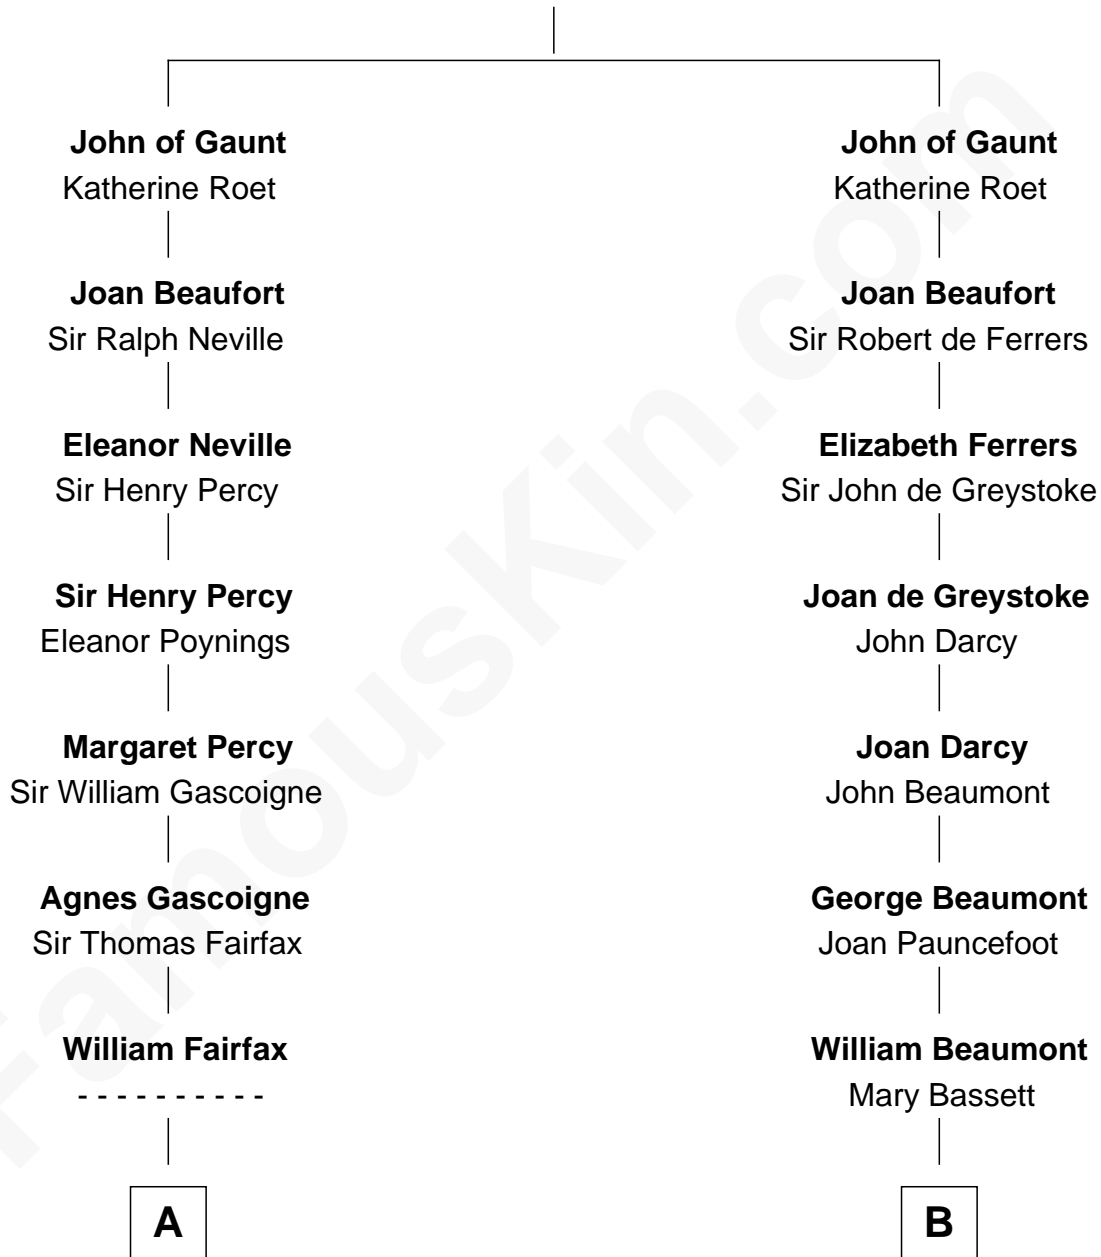 John of Gaunt
Katherine Roet
Joan Beaufort
Sir Ralph Neville
Eleanor Neville
Sir Henry Percy
Sir Henry Percy
Eleanor Poynings
Margaret Percy
Sir William Gascoigne
Agnes Gascoigne
Sir Thomas Fairfax
William Fairfax
- - - - - - - - - -
A
John of Gaunt
Katherine Roet
Joan Beaufort
Sir Robert de Ferrers
Elizabeth Ferrers
Sir John de Greystoke
Joan de Greystoke
John Darcy
Joan Darcy
John Beaumont
George Beaumont
Joan Pauncefoot
William Beaumont
Mary Bassett
B
FamousKin.com